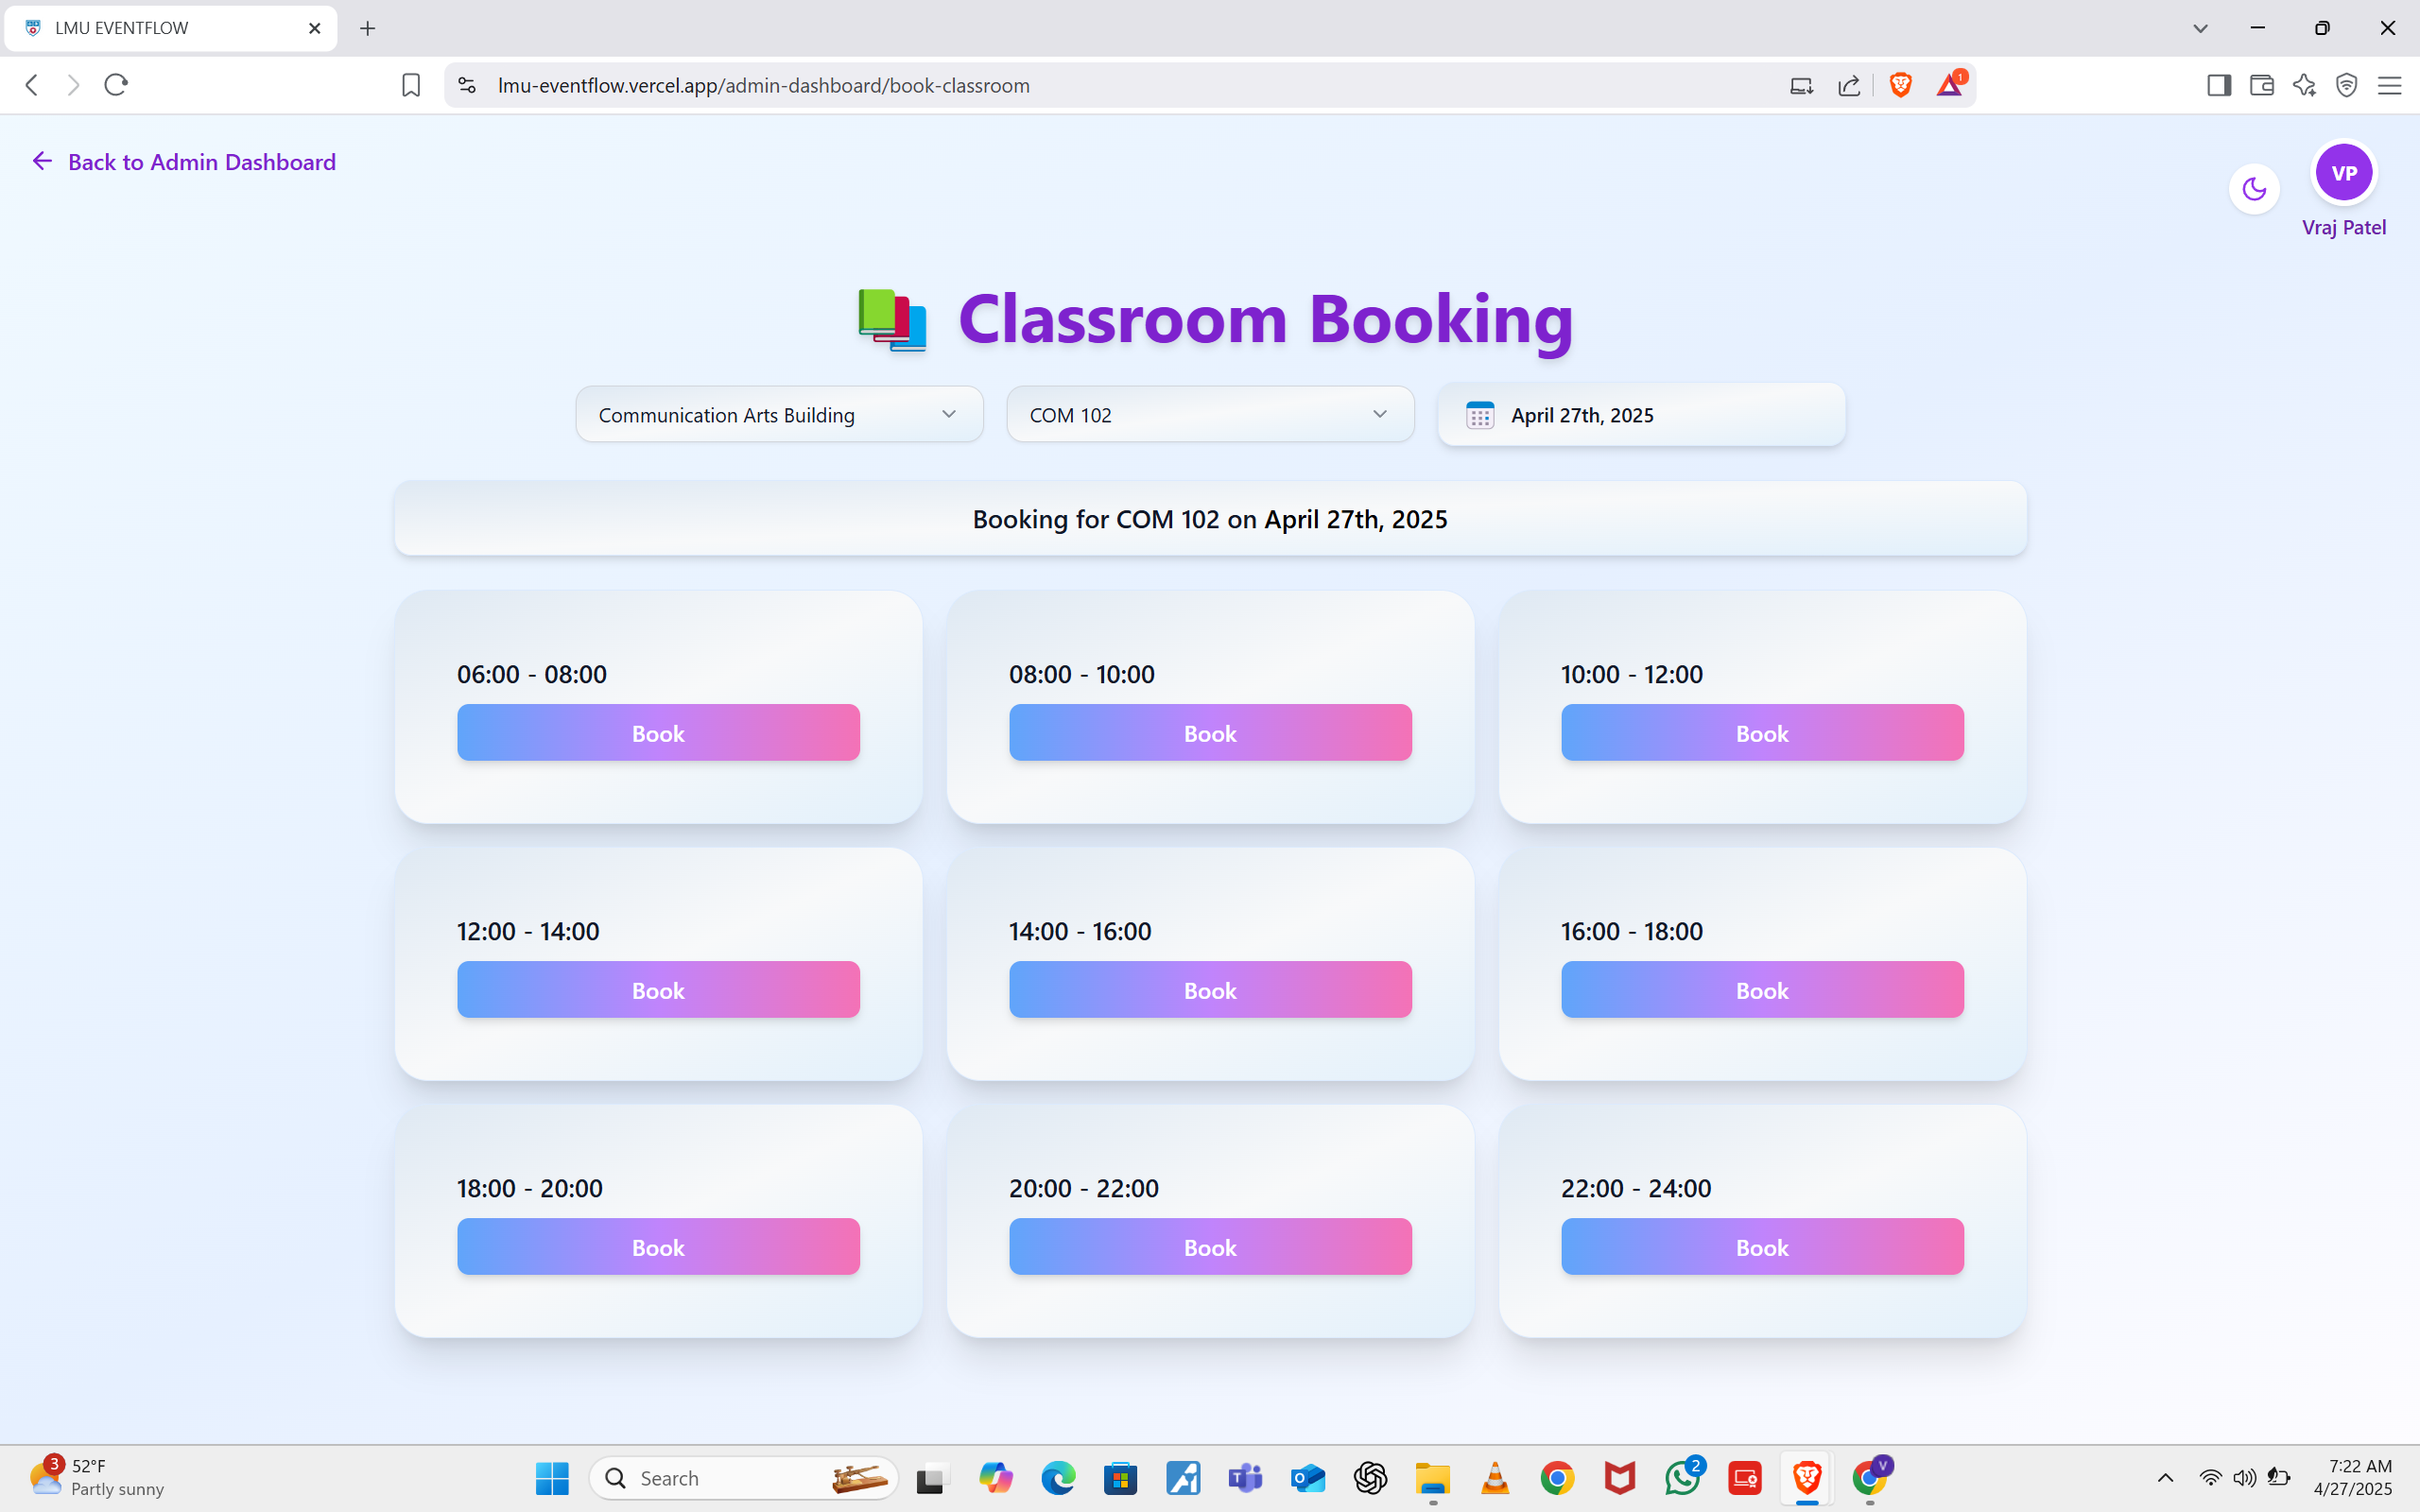 LMU EVENTFLOW
lmu-eventflow.vercel.app/admin-dashboard/book-classroom
1
Back to Admin Dashboard
VP
Vraj Patel
Classroom Booking
Communication Arts Building
COM 102
April 27th, 2025
Booking for COM 102 on April 27th, 2025
06:00 - 08:00
08:00 - 10:00
10:00 - 12:00
Book
Book
Book
12:00 - 14:00
14:00 - 16:00
16:00 - 18:00
Book
Book
Book
18:00 - 20:00
20:00 - 22:00
22:00 - 24:00
Book
Book
Book
3
52°F
Partly sunny
Search
2
V
7:22 AM
4/27/2025